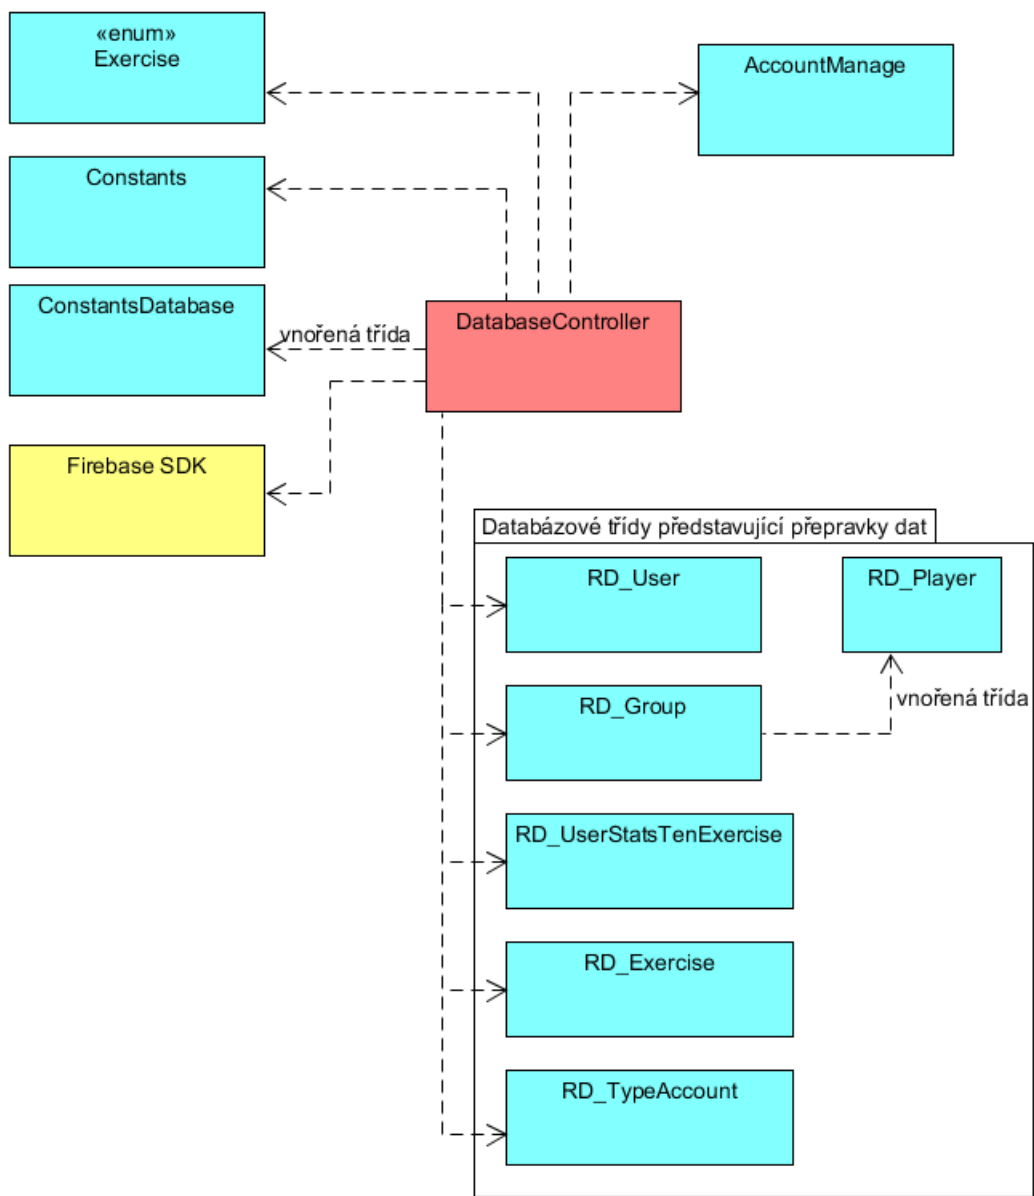 «enum»
Exercise
AccountManage
Constants
ConstantsDatabase
vnořená třída
DatabaseController
Firebase SDK
Databázové třídy představující přepravky dat
RD_User
RD_Player
RD_Group
vnořená třída
RD_UserStatsTenExercise
RD_Exercise
RD_TypeAccount